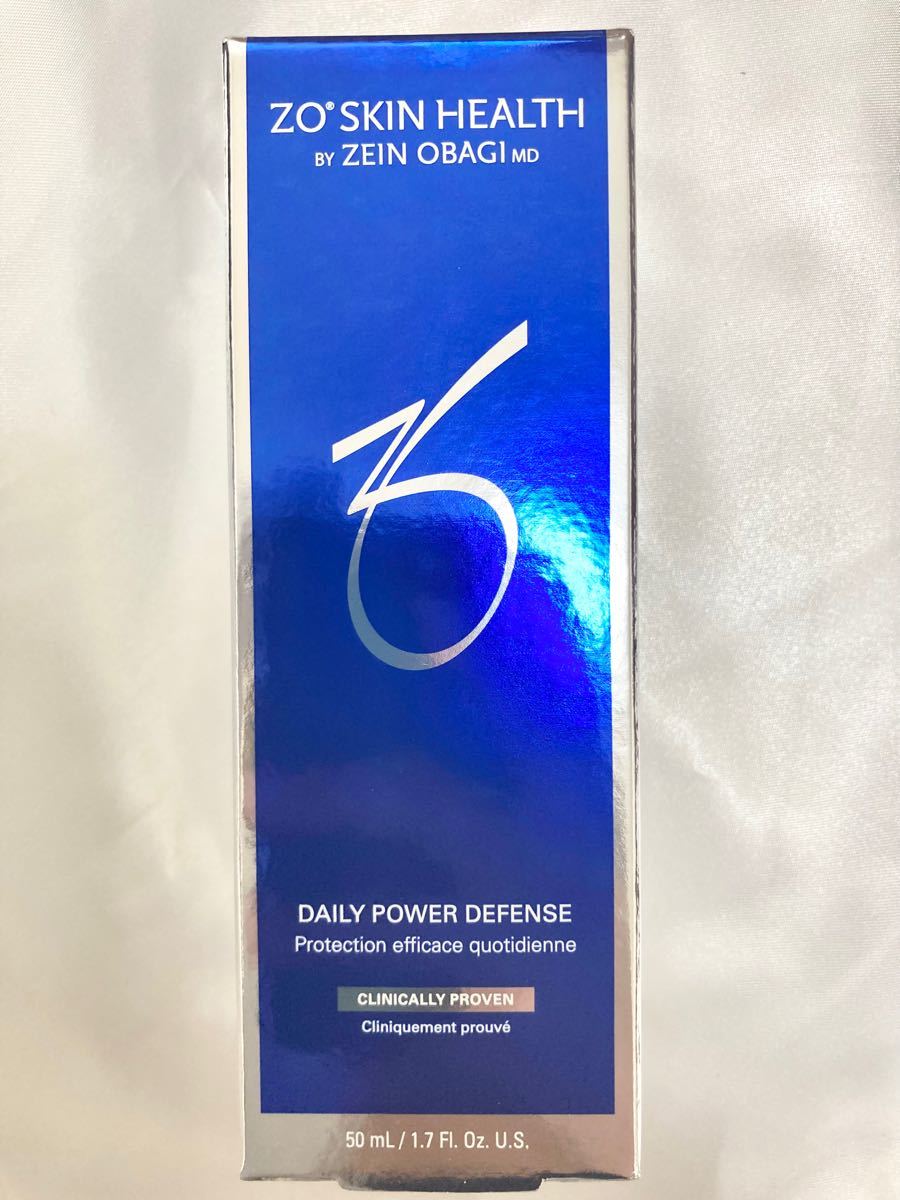 ZO® SKIN HEALTH
BY ZEIN OBAGI MD
ZO
DAILY POWER DEFENSE
Protection efficace quotidienne
CLINICALLY PROVEN
Cliniquement prouvé
50 mL / 1.7 Fl. Oz. U.S.